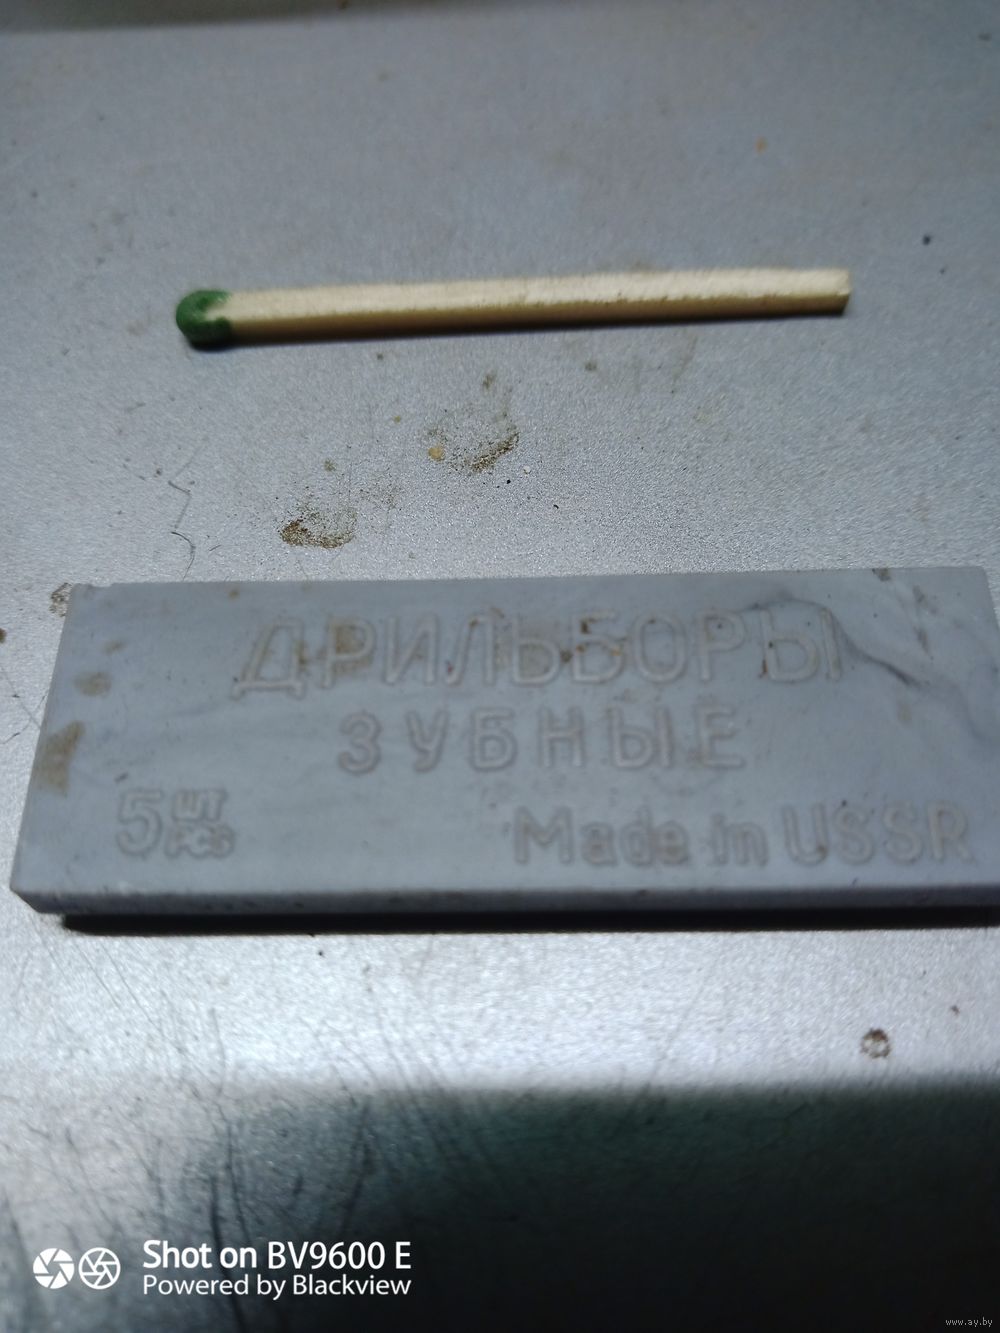 ДРИЛЬБОРЫ
ЗУБНЫЕ
5 ШТ
PCS
Made in USSR
Shot on BV9600 E
Powered by Blackview
www.ay.by